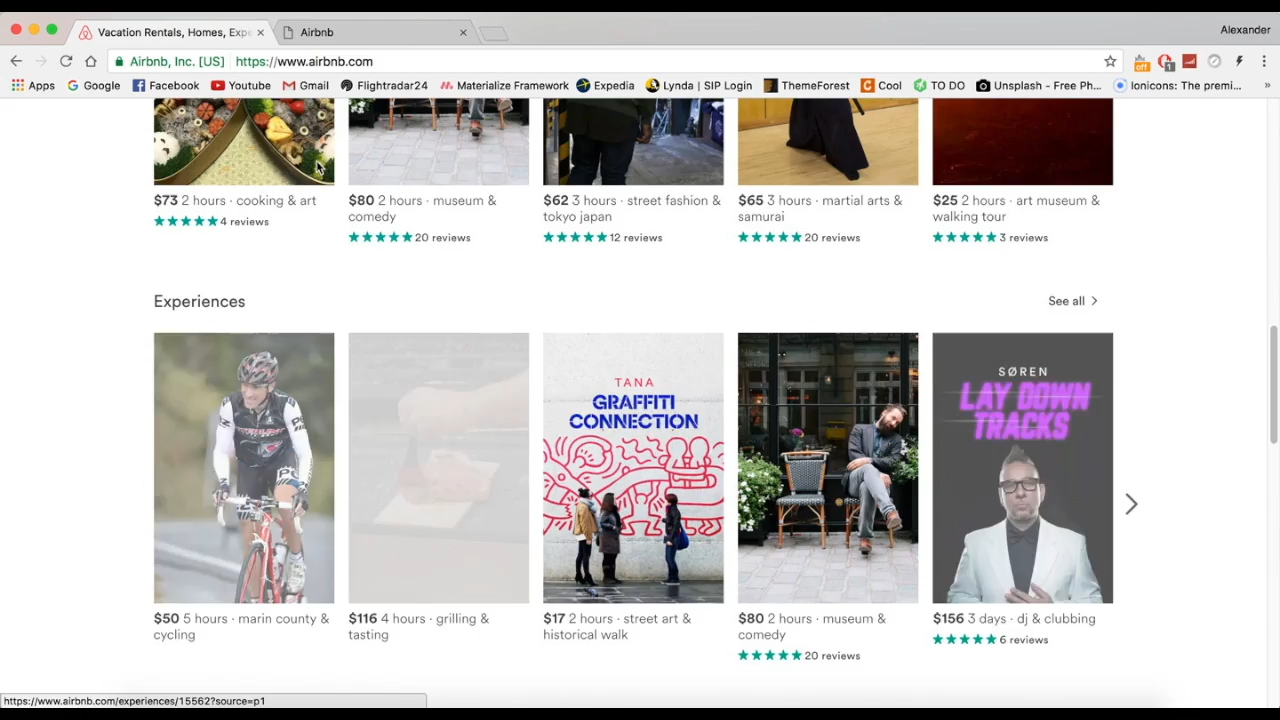 Vacation Rentals, Homes, Expe
Airbnb
Alexander
Airbnb, Inc. [US] https://www.airbnb.com
off
1
Apps Google Facebook Youtube Gmail Flightradar24 Materialize Framework Expedia Lynda | SIP Login ThemeForest Cool TO DO Unsplash - Free Ph... Ionicons: The premi... »
$73 2 hours · cooking & art
4 reviews
$80 2 hours · museum &
comedy
20 reviews
$62 3 hours · street fashion &
tokyo japan
12 reviews
$65 3 hours · martial arts &
samurai
20 reviews
$25 2 hours · art museum &
walking tour
3 reviews
Experiences
See all
TANA
GRAFFITI
CONNECTION
SØREN
LAY DOWN
TRACKS
$50 5 hours · marin county &
cycling
$116 4 hours · grilling &
tasting
$17 2 hours · street art &
historical walk
$80 2 hours · museum &
comedy
20 reviews
$156 3 days · dj & clubbing
6 reviews
https://www.airbnb.com/experiences/15562?source=p1